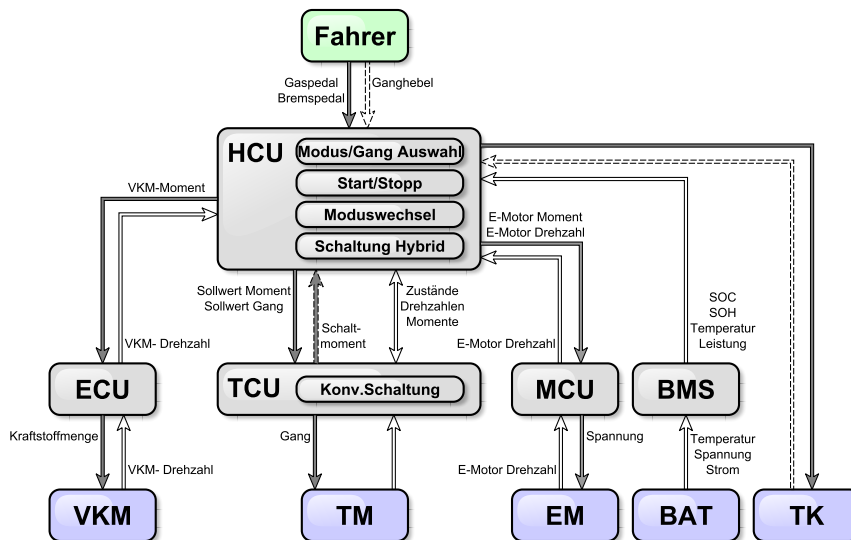 Fahrer
Gaspedal
Bremspedal
Ganghebel
HCU
Modus/Gang Auswahl
Start/Stopp
Moduswechsel
Schaltung Hybrid
VKM-Moment
E-Motor Moment
E-Motor Drehzahl
Sollwert Moment
Sollwert Gang
Schalt-
moment
Zustände
Drehzahlen
Momente
VKM- Drehzahl
E-Motor Drehzahl
SOC
SOH
Temperatur
Leistung
ECU
TCU
Konv.Schaltung
MCU
BMS
Kraftstoffmenge
VKM- Drehzahl
Gang
E-Motor Drehzahl
Spannung
Temperatur
Spannung
Strom
VKM
TM
EM
BAT
TK